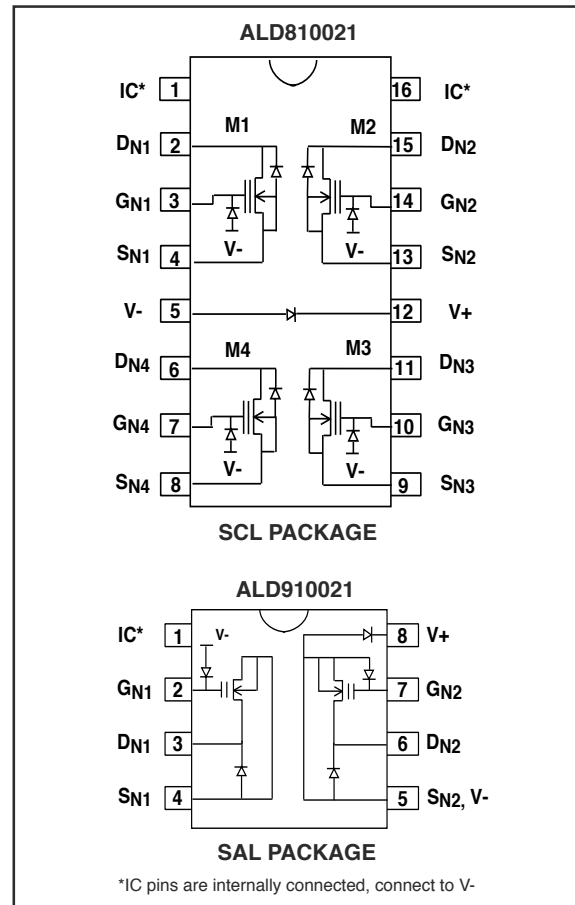 ALD810021
IC* 1 16 IC*
M1 M2
DN1 2 15 DN2
GN1 3 14 GN2
V- V-
SN1 4 13 SN2
V- 5 12 V+
M4 M3
DN4 6 11 DN3
GN4 7 10 GN3
V- V-
SN4 8 9 SN3
SCL PACKAGE
ALD910021
IC* 1 V- 8 V+
GN1 2 7 GN2
DN1 3 6 DN2
SN1 4 5 SN2, V-
SAL PACKAGE
*IC pins are internally connected, connect to V-